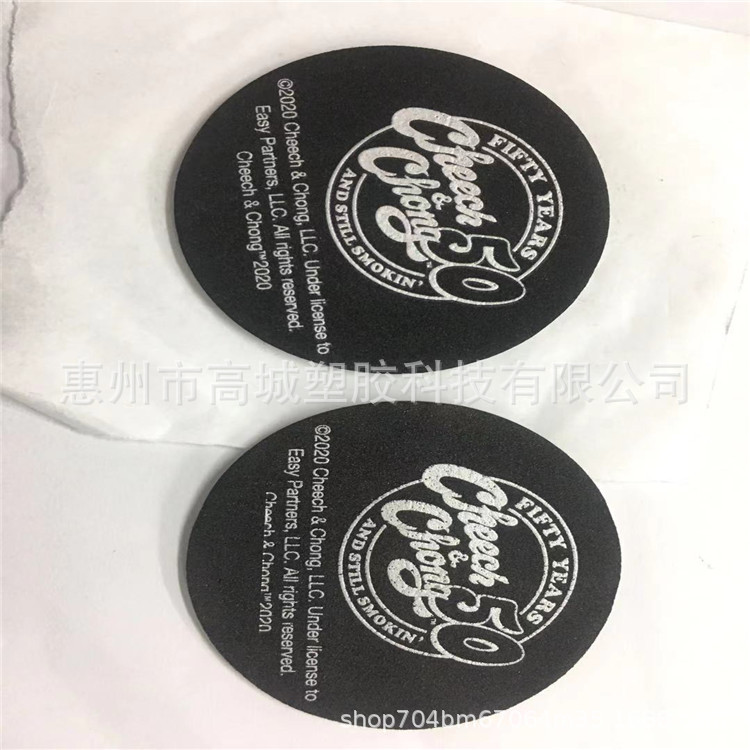 FIFTY YEARS
Cheech
&
Chong
50
AND STILL SMOKIN'
©2020 Cheech & Chong, LLC. Under license to
Easy Partners, LLC. All rights reserved.
Cheech & Chong™2020
惠州市高城塑胶科技有限公司
FIFTY YEARS
Cheech
&
Chong
50
AND STILL SMOKIN'
©2020 Cheech & Chong, LLC. Under license to
Easy Partners, LLC. All rights reserved.
Cheech & Chong™2020